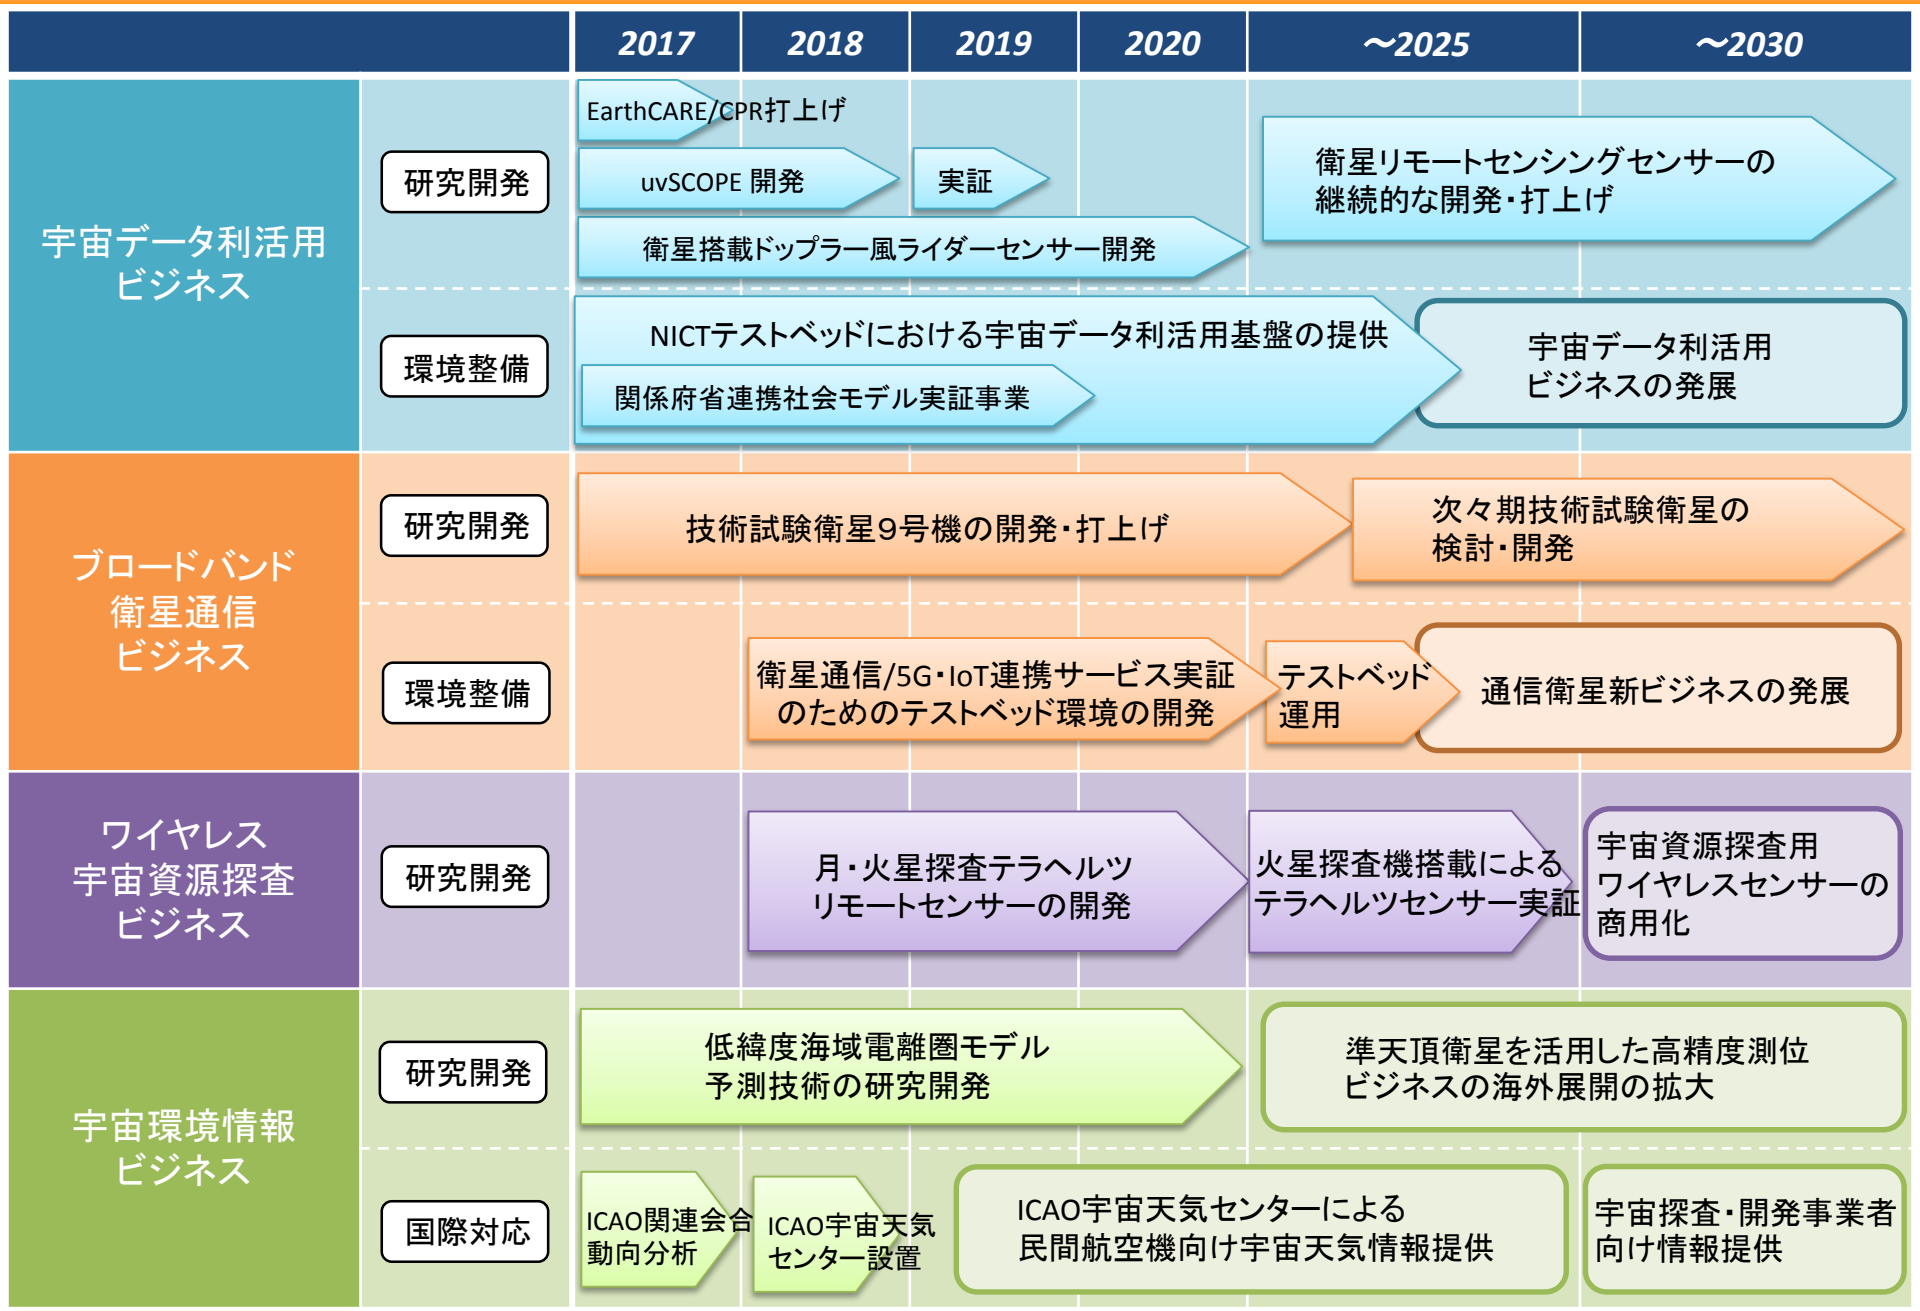 2017 2018 2019 2020 ～2025 ～2030
宇宙データ利活用
ビジネス
研究開発
EarthCARE/CPR打上げ
uvSCOPE 開発
実証
衛星搭載ドップラー風ライダーセンサー開発
衛星リモートセンシングセンサーの
継続的な開発・打上げ
環境整備
NICTテストベッドにおける宇宙データ利活用基盤の提供
関係府省連携社会モデル実証事業
宇宙データ利活用
ビジネスの発展
ブロードバンド
衛星通信
ビジネス
研究開発
技術試験衛星９号機の開発・打上げ
次々期技術試験衛星の
検討・開発
環境整備
衛星通信/5G・IoT連携サービス実証
のためのテストベッド環境の開発
テストベッド
運用
通信衛星新ビジネスの発展
ワイヤレス
宇宙資源探査
ビジネス
研究開発
月・火星探査テラヘルツ
リモートセンサーの開発
火星探査機搭載による
テラヘルツセンサー実証
宇宙資源探査用
ワイヤレスセンサーの
商用化
宇宙環境情報
ビジネス
研究開発
低緯度海域電離圏モデル
予測技術の研究開発
準天頂衛星を活用した高精度測位
ビジネスの海外展開の拡大
国際対応
ICAO関連会合
動向分析
ICAO宇宙天気
センター設置
ICAO宇宙天気センターによる
民間航空機向け宇宙天気情報提供
宇宙探査・開発事業者
向け情報提供